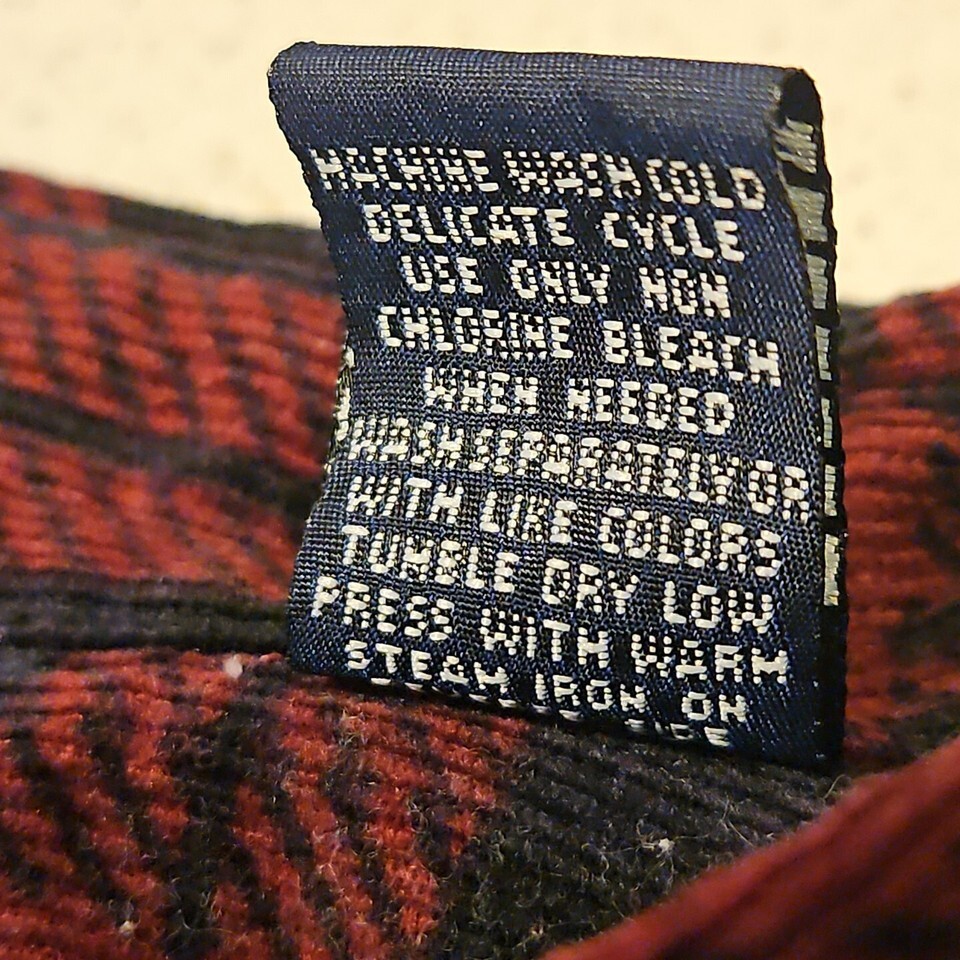 MACHINE WASH COLD
DELICATE CYCLE
USE ONLY NON
CHLORINE BLEACH
WHEN NEEDED
WASH SEPARATELY OR
WITH LIKE COLORS
TUMBLE DRY LOW
PRESS WITH WARM
STEAM IRON ON